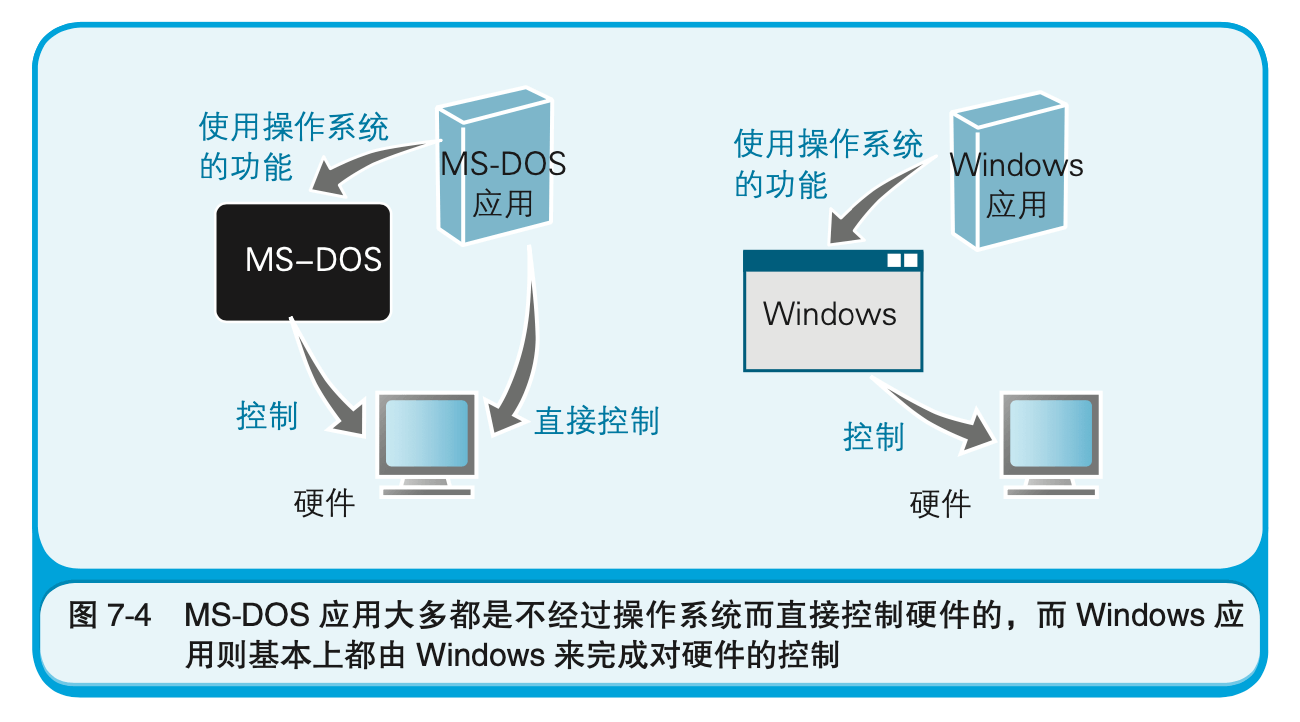 使用操作系统
的功能
MS-DOS
应用
MS-DOS
控制
直接控制
硬件
使用操作系统
的功能
Windows
应用
Windows
控制
硬件
图 7-4 MS-DOS 应用大多都是不经过操作系统而直接控制硬件的，而 Windows 应
用则基本上都由 Windows 来完成对硬件的控制